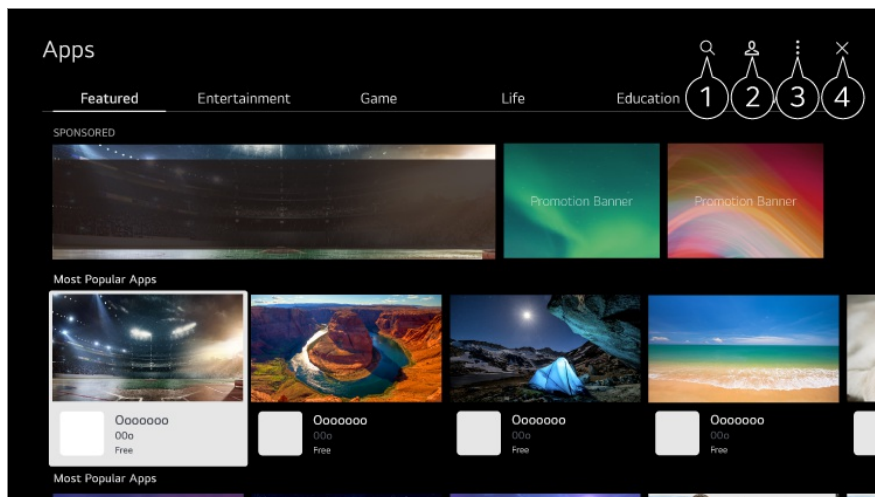 Apps
1 2 3 4
Featured Entertainment Game Life Education
SPONSORED
Promotion Banner Promotion Banner
Most Popular Apps
Ooooooo Ooooooo Ooooooo Ooooooo
00o 00o 00o 00o
Free Free Free Free
Most Popular Apps